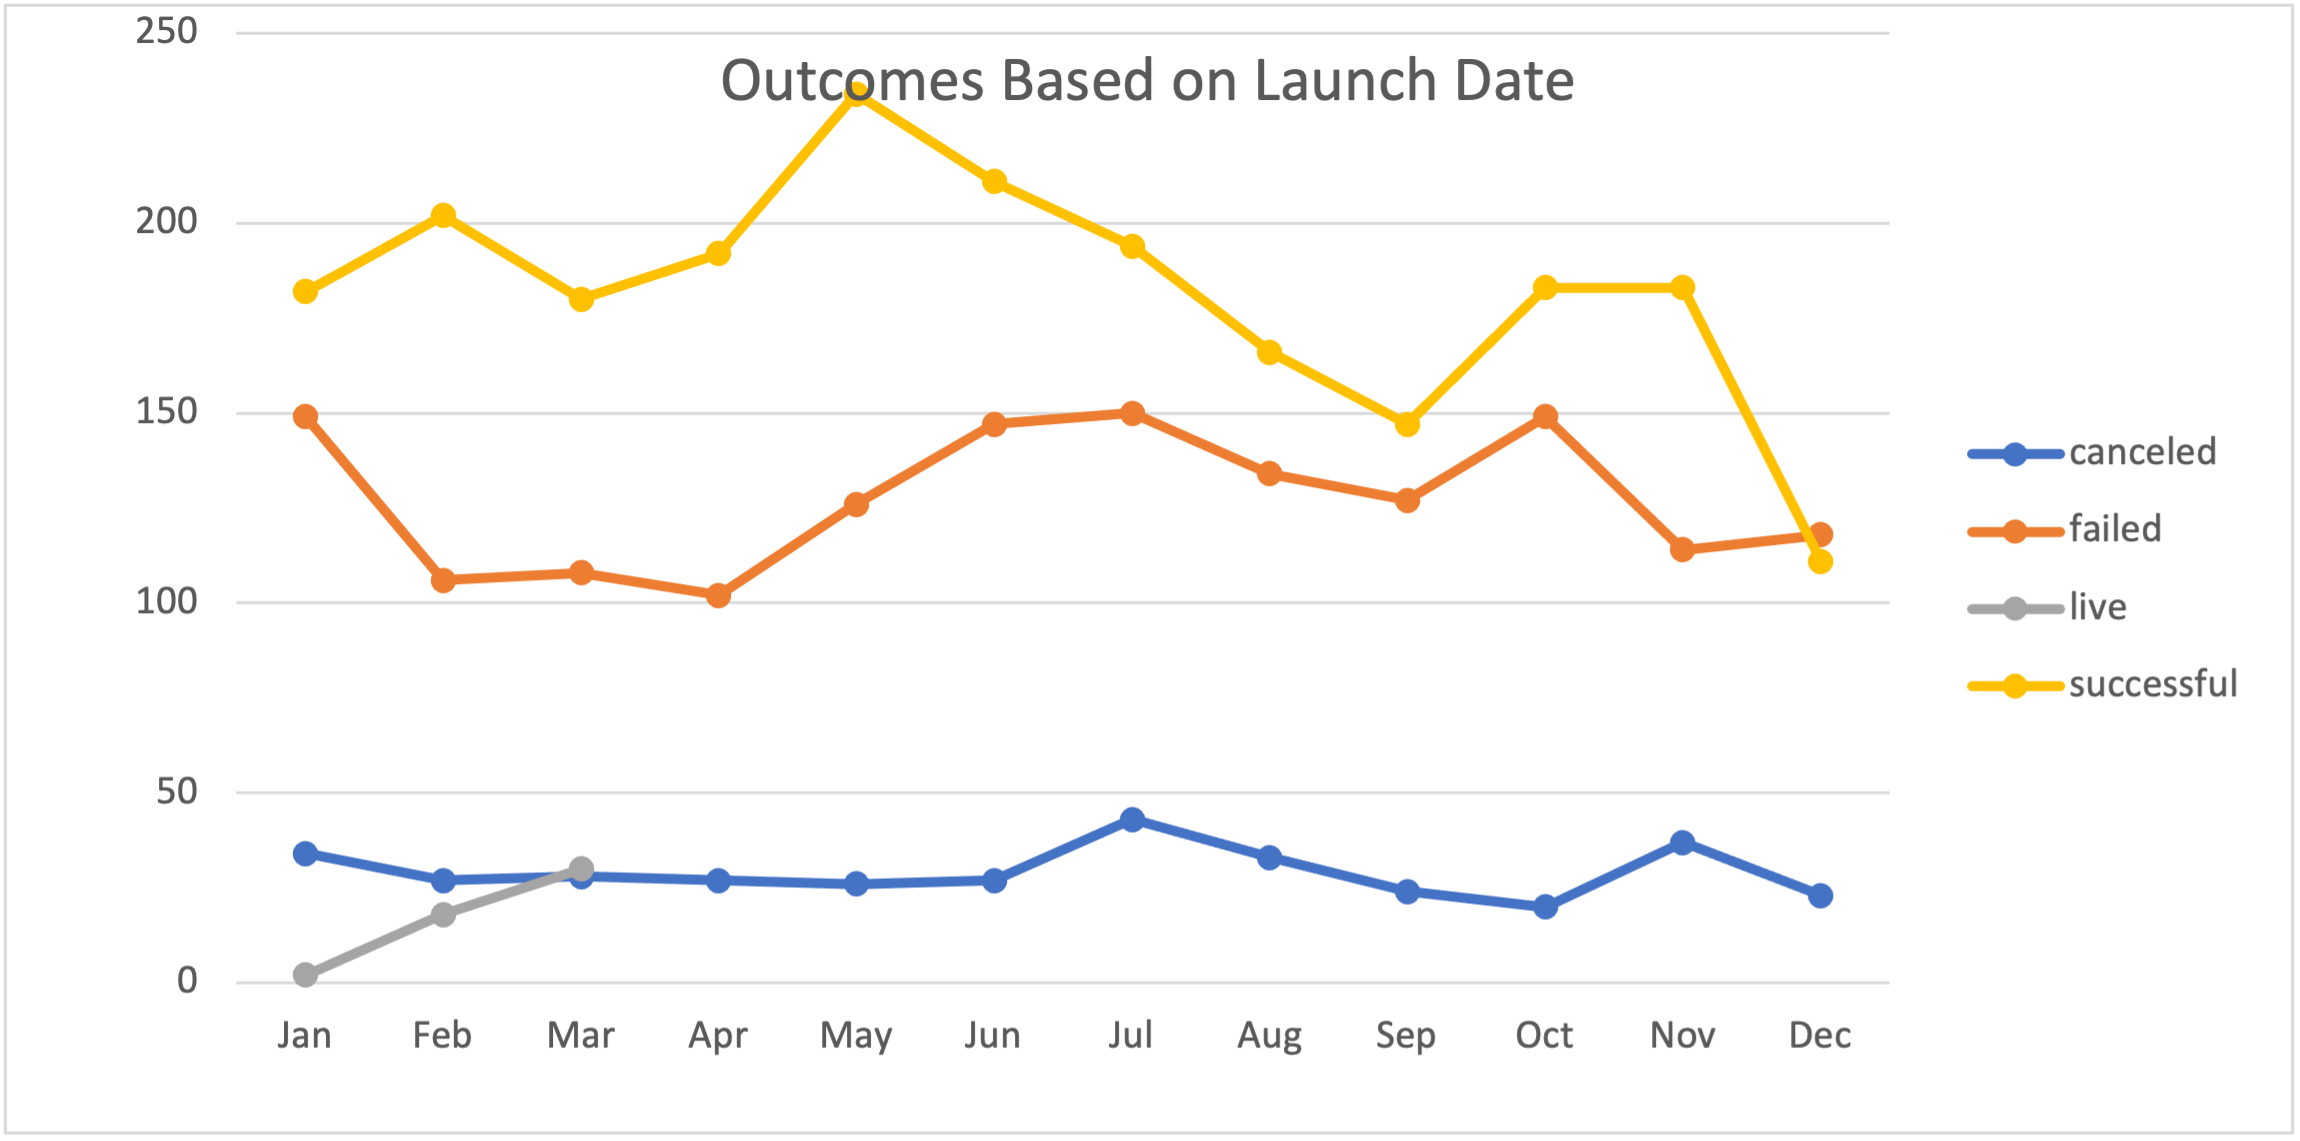 Outcomes Based on Launch Date
250
200
150
100
50
0
Jan Feb Mar Apr May Jun Jul Aug Sep Oct Nov Dec
canceled
failed
live
successful